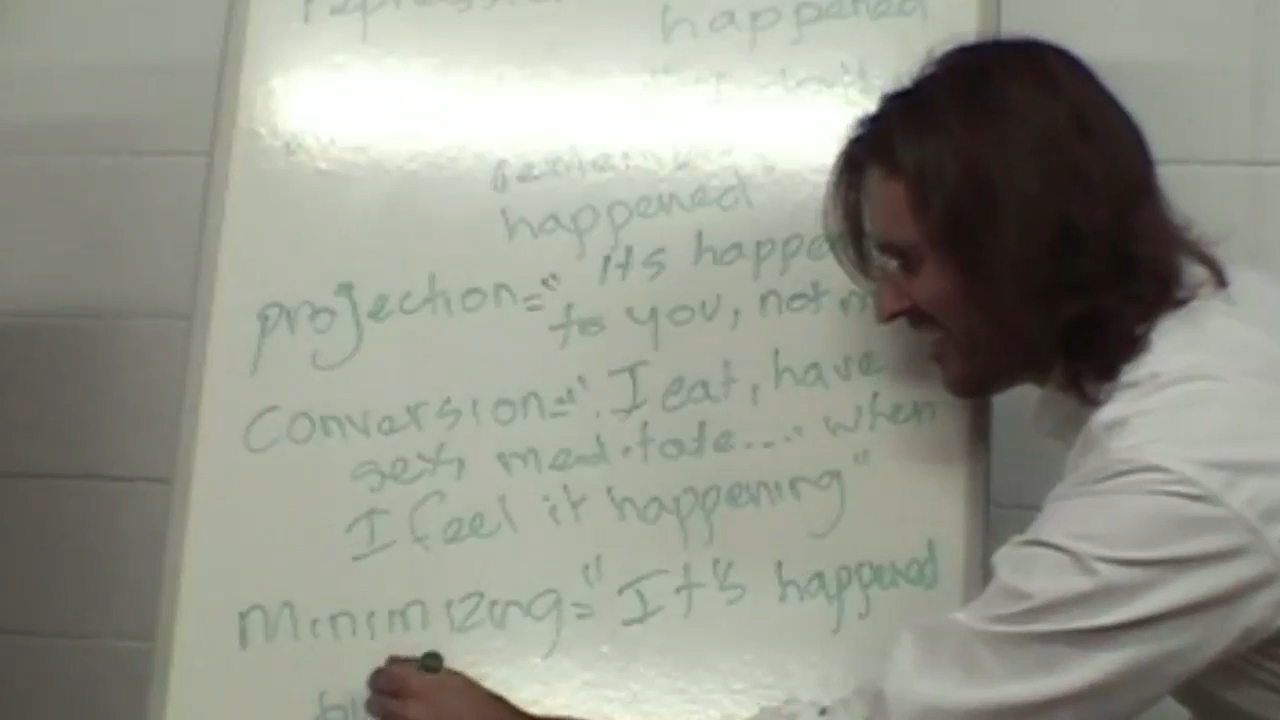 happened
happened
projection=" it's
to you, not
Conversion=". I eat, have
sex, meditate.... when
I feel it happening"
Minimizing="It's happened